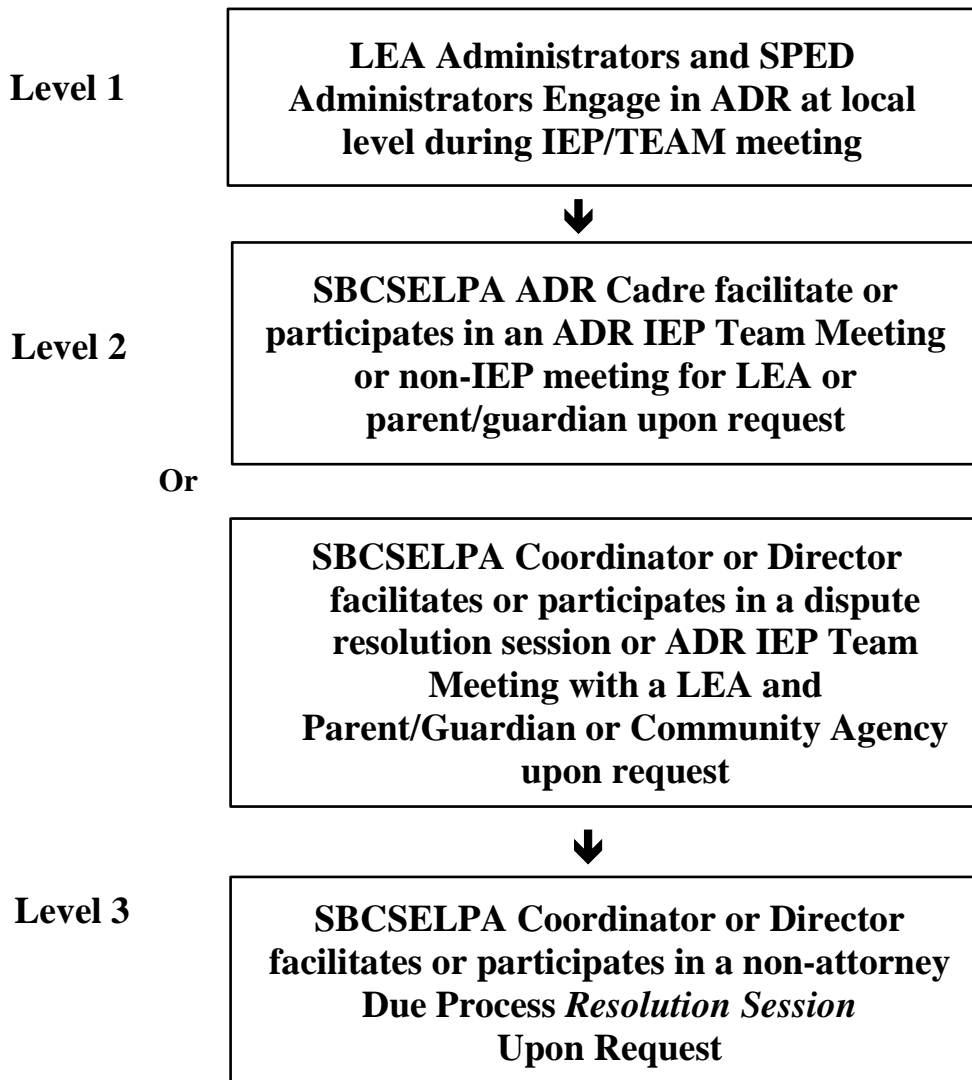 Level 1
LEA Administrators and SPED
Administrators Engage in ADR at local
level during IEP/TEAM meeting
Level 2
SBCSELPA ADR Cadre facilitate or
participates in an ADR IEP Team Meeting
or non-IEP meeting for LEA or
parent/guardian upon request
Or
SBCSELPA Coordinator or Director
facilitates or participates in a dispute
resolution session or ADR IEP Team
Meeting with a LEA and
Parent/Guardian or Community Agency
upon request
Level 3
SBCSELPA Coordinator or Director
facilitates or participates in a non-attorney
Due Process Resolution Session
Upon Request